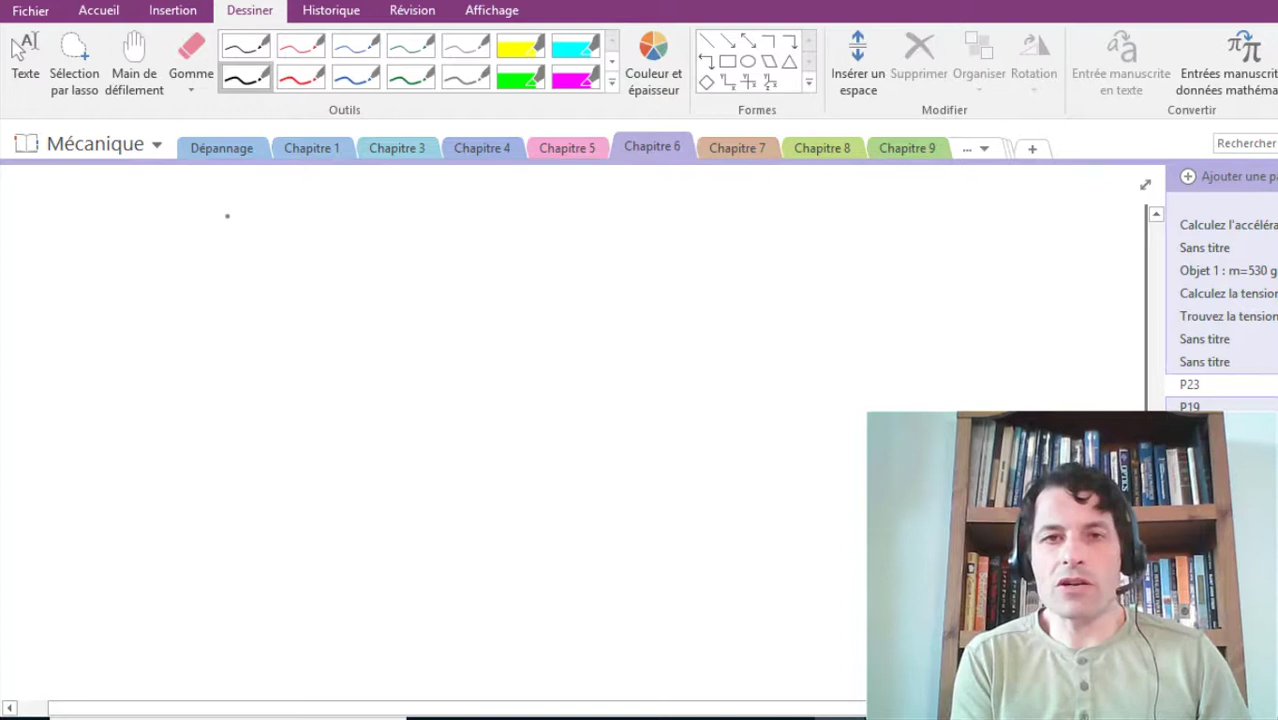 Fichier Accueil Insertion Dessiner Historique Révision Affichage
Texte Sélection par lasso Main de défilement Gomme Couleur et épaisseur Insérer un espace Supprimer Organiser Rotation Entrée manuscrite en texte Entrées manuscrit données mathéma
Outils Formes Modifier Convertir
Mécanique Dépannage Chapitre 1 Chapitre 3 Chapitre 4 Chapitre 5 Chapitre 6 Chapitre 7 Chapitre 8 Chapitre 9 ... Rechercher
Ajouter une pa
Calculez l'accéléra
Sans titre
Objet 1 : m=530 g
Calculez la tension
Trouvez la tension
Sans titre
Sans titre
P23
P19